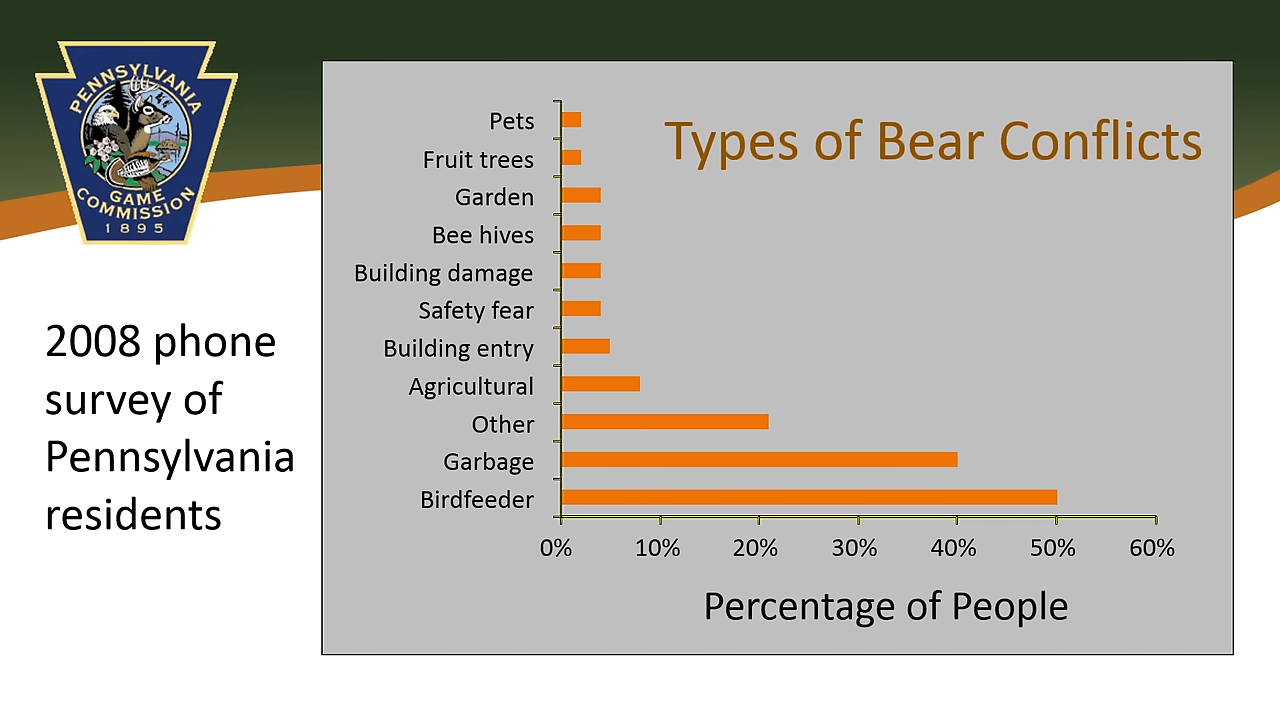 PENNSYLVANIA
GAME
COMMISSION
1895
2008 phone
survey of
Pennsylvania
residents
Types of Bear Conflicts
Pets
Fruit trees
Garden
Bee hives
Building damage
Safety fear
Building entry
Agricultural
Other
Garbage
Birdfeeder
0% 10% 20% 30% 40% 50% 60%
Percentage of People